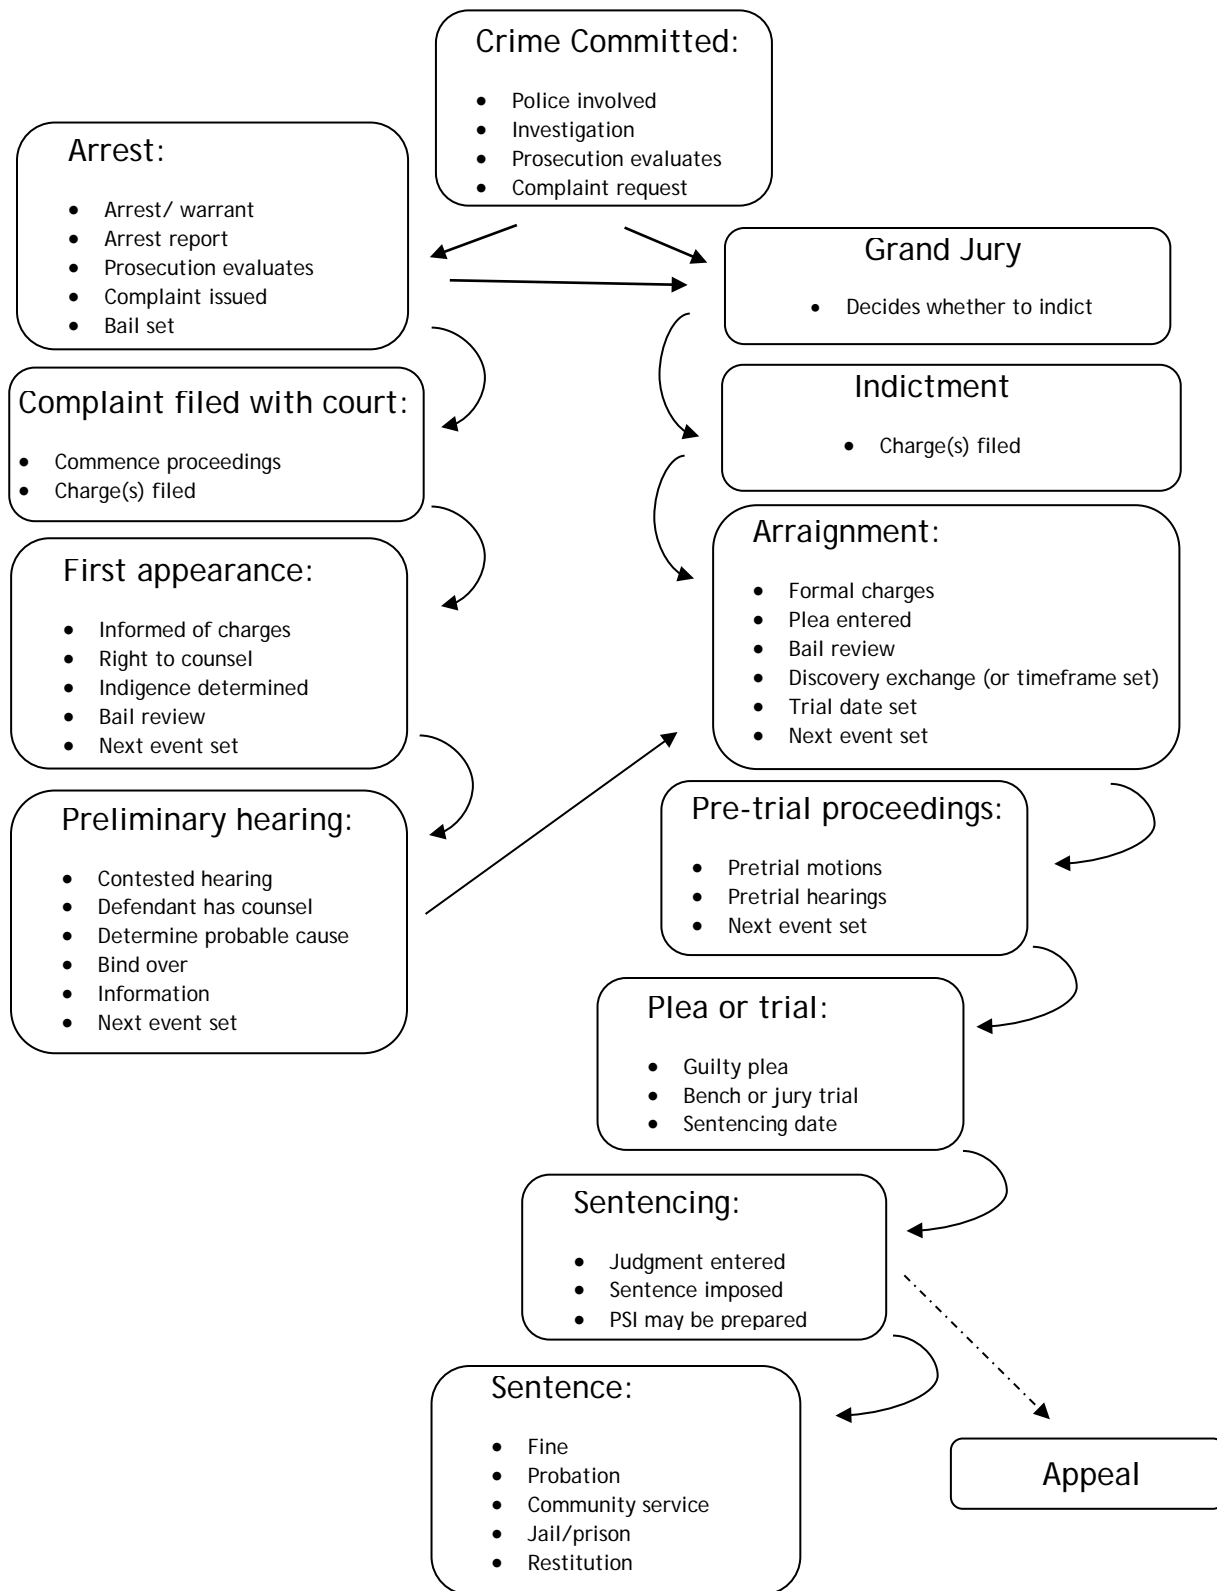 Crime Committed:
• Police involved
• Investigation
• Prosecution evaluates
• Complaint request
Arrest:
• Arrest/ warrant
• Arrest report
• Prosecution evaluates
• Complaint issued
• Bail set
Grand Jury
• Decides whether to indict
Complaint filed with court:
• Commence proceedings
• Charge(s) filed
Indictment
• Charge(s) filed
First appearance:
• Informed of charges
• Right to counsel
• Indigence determined
• Bail review
• Next event set
Arraignment:
• Formal charges
• Plea entered
• Bail review
• Discovery exchange (or timeframe set)
• Trial date set
• Next event set
Preliminary hearing:
• Contested hearing
• Defendant has counsel
• Determine probable cause
• Bind over
• Information
• Next event set
Pre-trial proceedings:
• Pretrial motions
• Pretrial hearings
• Next event set
Plea or trial:
• Guilty plea
• Bench or jury trial
• Sentencing date
Sentencing:
• Judgment entered
• Sentence imposed
• PSI may be prepared
Sentence:
• Fine
• Probation
• Community service
• Jail/prison
• Restitution
Appeal